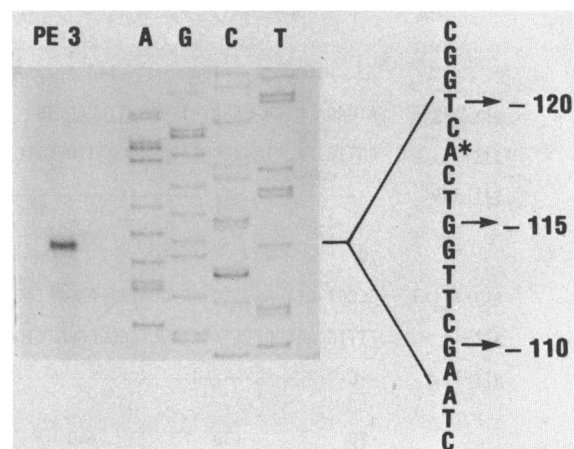 PE 3 A G C T
C
G
G
T → – 120
C
A*
C
T
G → – 115
G
T
T
C
G → – 110
A
A
T
C